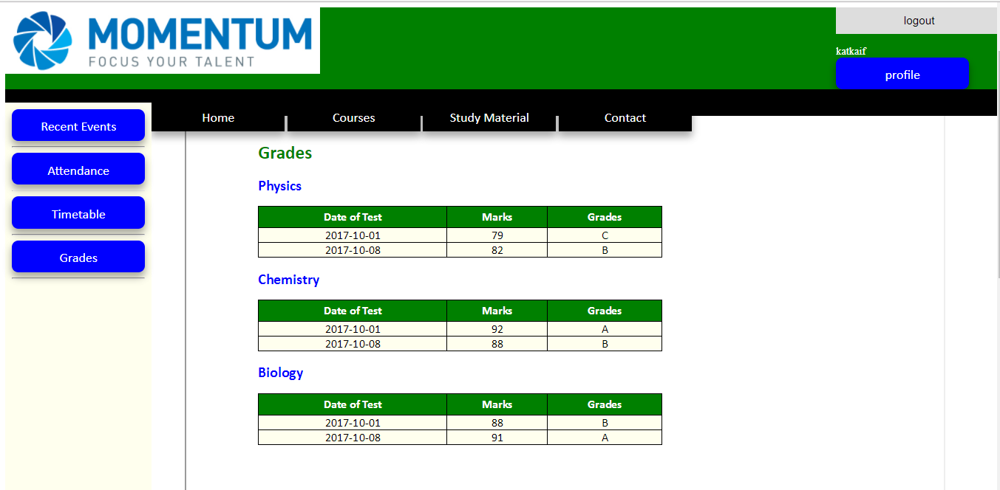 MOMENTUM
FOCUS YOUR TALENT
logout
katkaif
profile
Home Courses Study Material Contact
Recent Events
Attendance
Timetable
Grades
Grades
Physics
Date of Test Marks Grades
2017-10-01 79 C
2017-10-08 82 B
Chemistry
Date of Test Marks Grades
2017-10-01 92 A
2017-10-08 88 B
Biology
Date of Test Marks Grades
2017-10-01 88 B
2017-10-08 91 A